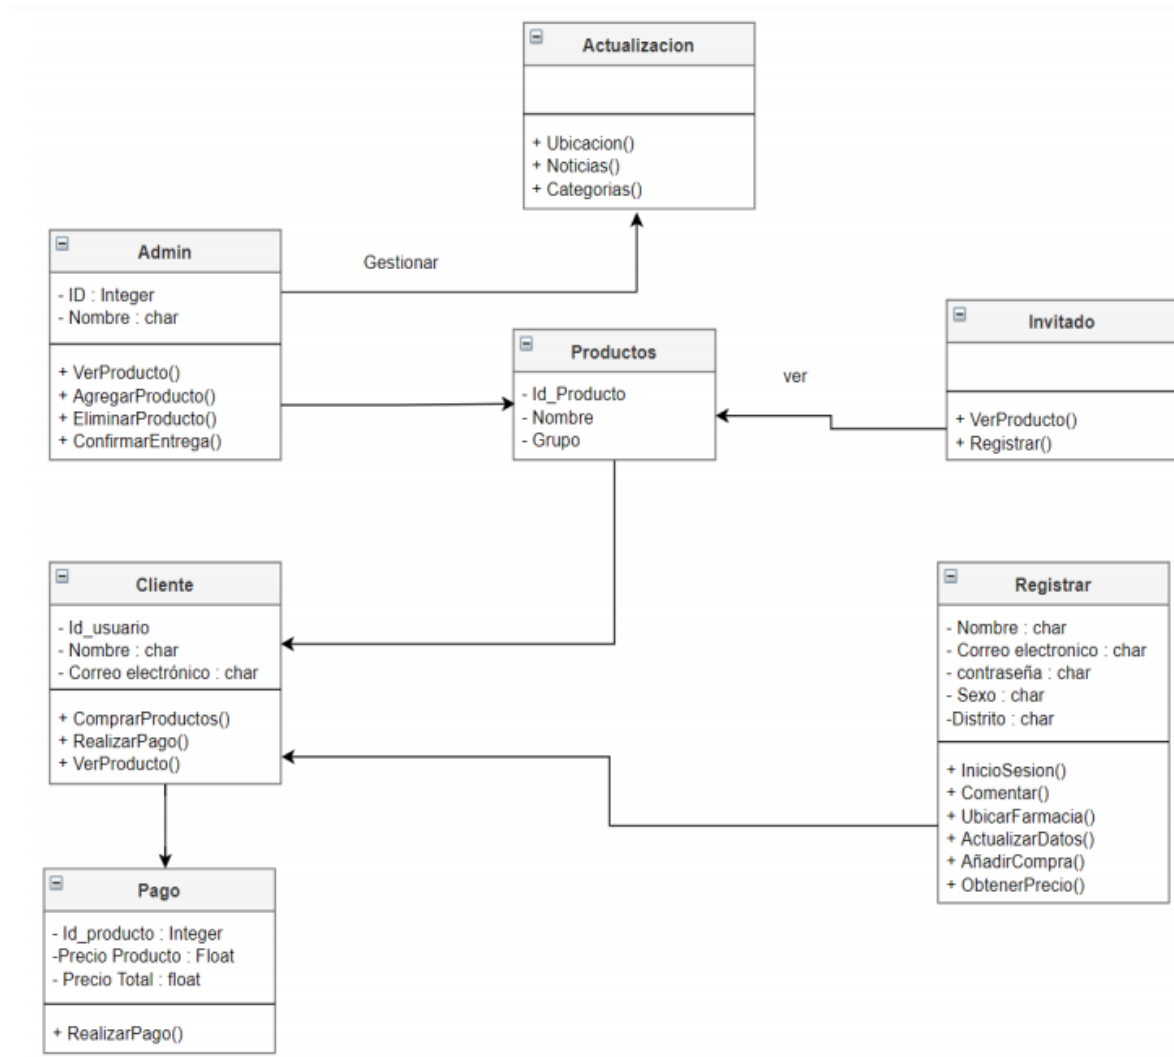 Actualizacion
+ Ubicacion()
+ Noticias()
+ Categorias()
Admin
- ID : Integer
- Nombre : char
+ VerProducto()
+ AgregarProducto()
+ EliminarProducto()
+ ConfirmarEntrega()
Gestionar
Productos
- Id_Producto
- Nombre
- Grupo
ver
Invitado
+ VerProducto()
+ Registrar()
Cliente
- Id_usuario
- Nombre : char
- Correo electrónico : char
+ ComprarProductos()
+ RealizarPago()
+ VerProducto()
Registrar
- Nombre : char
- Correo electronico : char
- contraseña : char
- Sexo : char
-Distrito : char
+ InicioSesion()
+ Comentar()
+ UbicarFarmacia()
+ ActualizarDatos()
+ AñadirCompra()
+ ObtenerPrecio()
Pago
- Id_producto : Integer
-Precio Producto : Float
- Precio Total : float
+ RealizarPago()